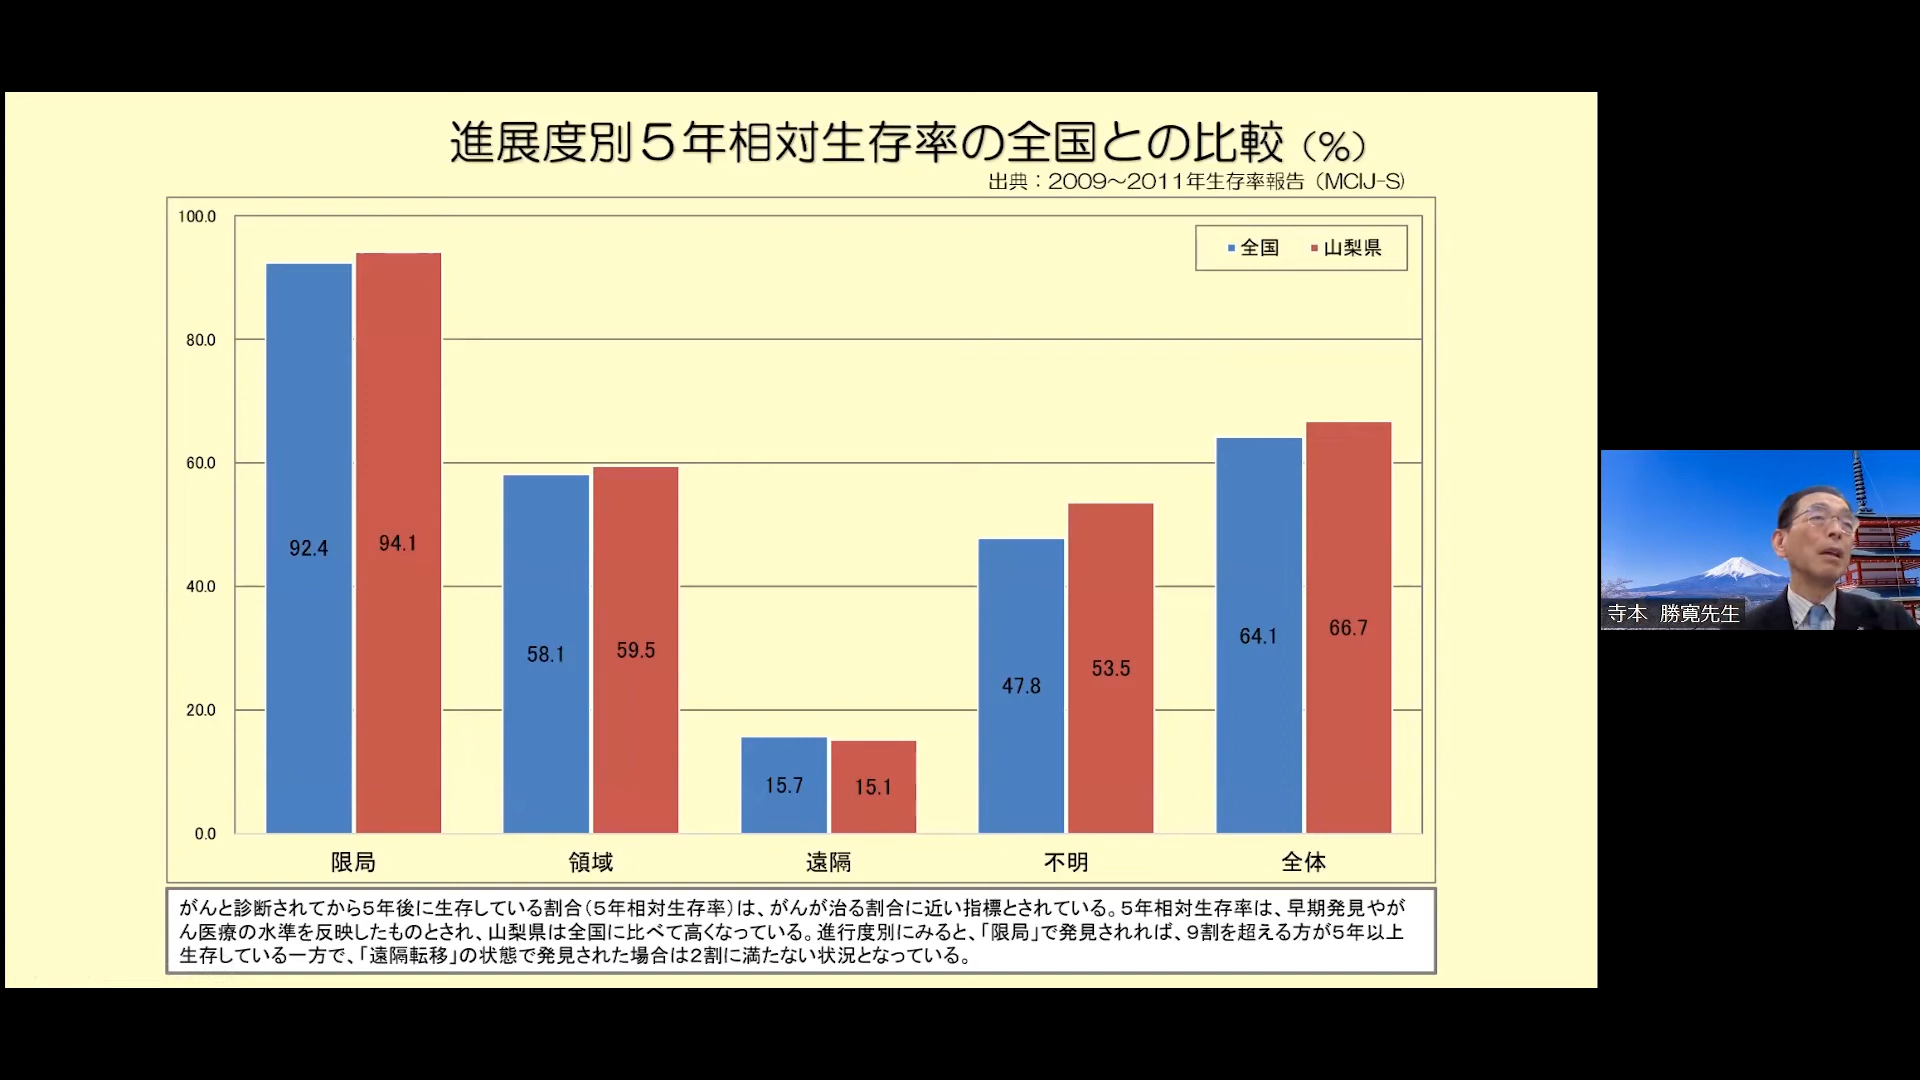 進展度別５年相対生存率の全国との比較（%）
出典：2009～2011年生存率報告（MCIJ-S)
100.0
80.0
60.0
40.0
20.0
0.0
全国 山梨県
92.4 94.1
58.1 59.5
15.7 15.1
47.8 53.5
64.1 66.7
限局 領域 遠隔 不明 全体
がんと診断されてから５年後に生存している割合（５年相対生存率）は、がんが治る割合に近い指標とされている。５年相対生存率は、早期発見やが
ん医療の水準を反映したものとされ、山梨県は全国に比べて高くなっている。進行度別にみると、「限局」で発見されれば、９割を超える方が５年以上
生存している一方で、「遠隔転移」の状態で発見された場合は２割に満たない状況となっている。
寺本 勝寛先生